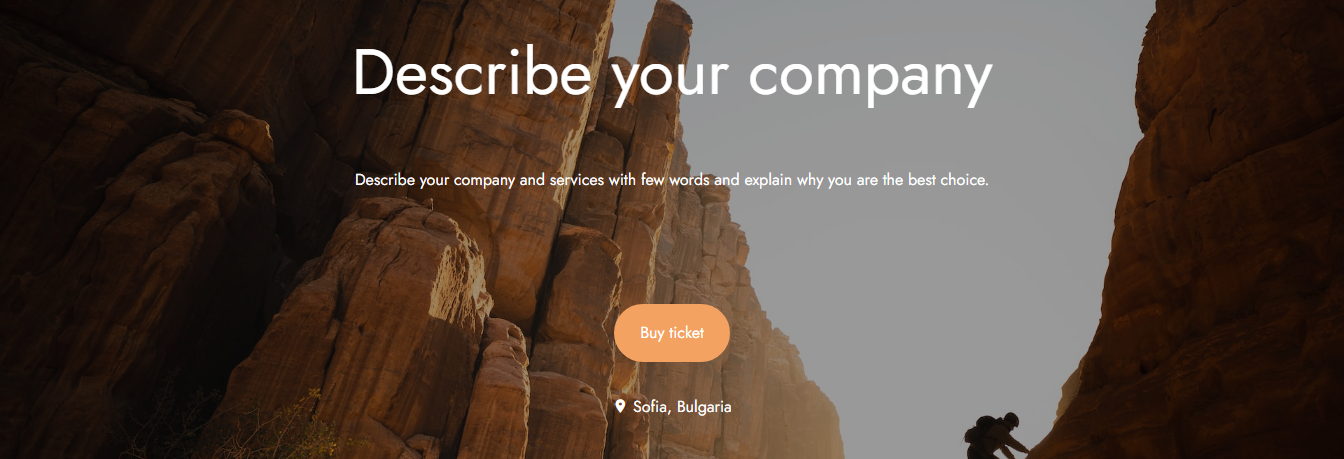 Describe your company
Describe your company and services with few words and explain why you are the best choice.
Buy ticket
Sofia, Bulgaria